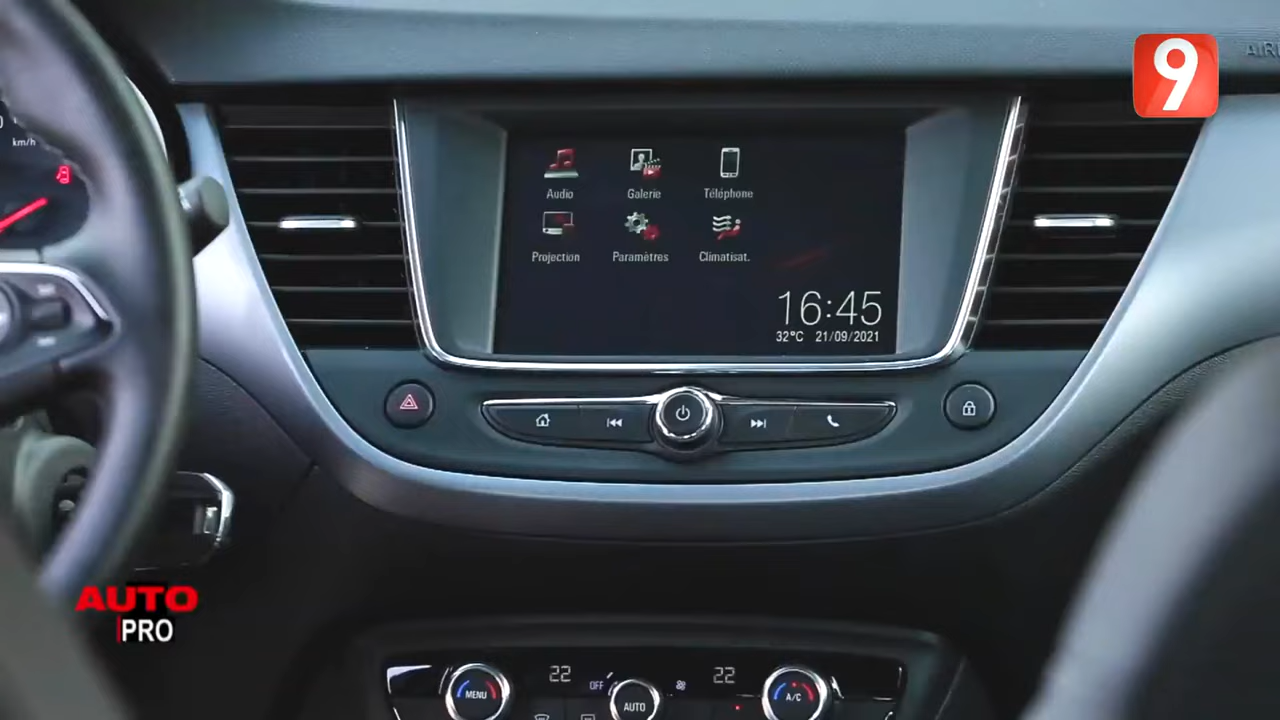 9
km/h
Audio
Galerie
Téléphone
Projection
Paramètres
Climatisat.
16:45
32°C 21/09/2021
AUTO
PRO
22
22
MENU
OFF
AUTO
A/C